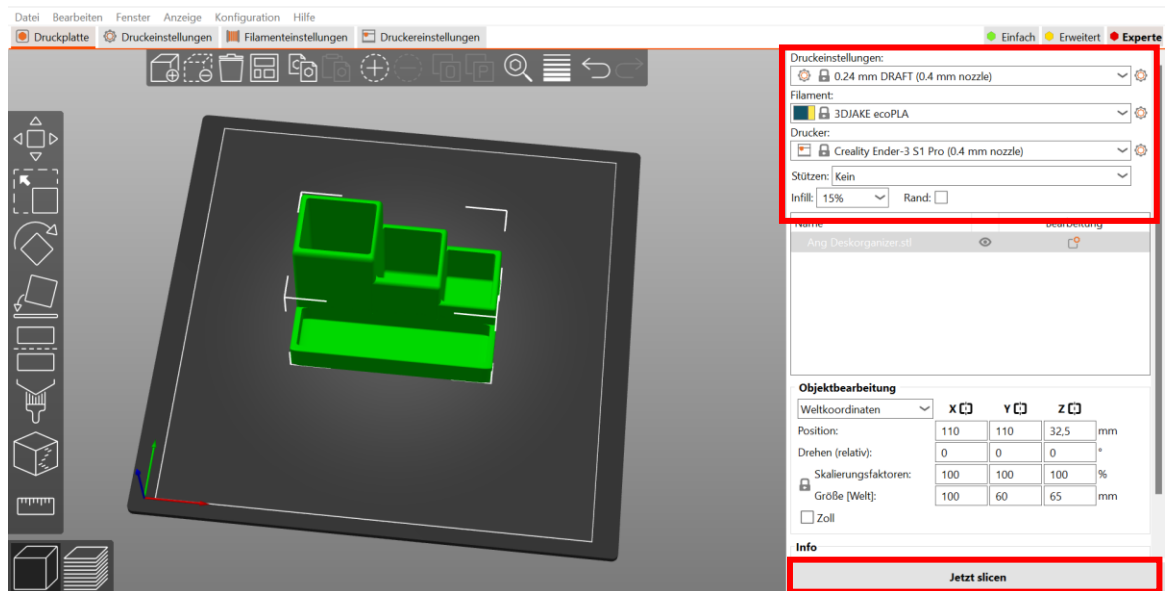 Datei Bearbeiten Fenster Anzeige Konfiguration Hilfe
Druckplatte Druckeinstellungen Filamenteinstellungen Druckereinstellungen Einfach Erweitert Experte
Druckeinstellungen:
0.24 mm DRAFT (0.4 mm nozzle)
Filament:
3DJAKE ecoPLA
Drucker:
Creality Ender-3 S1 Pro (0.4 mm nozzle)
Stützen: Kein
Infill: 15% Rand:
Name Bearbeitung
Ang Deskorganizer.stl
Objektbearbeitung
Weltkoordinaten X Y Z
Position: 110 110 32,5 mm
Drehen (relativ): 0 0 0 °
Skalierungsfaktoren: 100 100 100 %
Größe [Welt]: 100 60 65 mm
Zoll
Info
Jetzt slicen